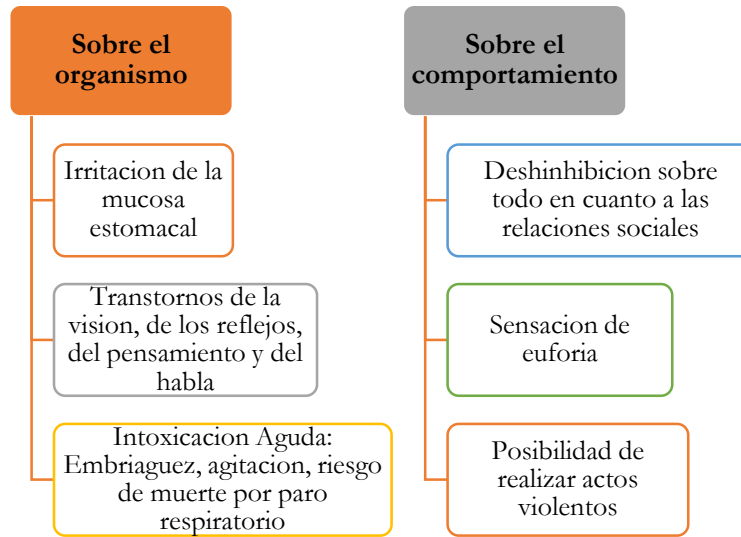 Sobre el
organismo
Irritacion de la
mucosa
estomacal
Transtornos de la
vision, de los reflejos,
del pensamiento y del
habla
Intoxicacion Aguda:
Embriaguez, agitacion, riesgo
de muerte por paro
respiratorio
Sobre el
comportamiento
Deshinhibicion sobre
todo en cuanto a las
relaciones sociales
Sensacion de
euforia
Posibilidad de
realizar actos
violentos